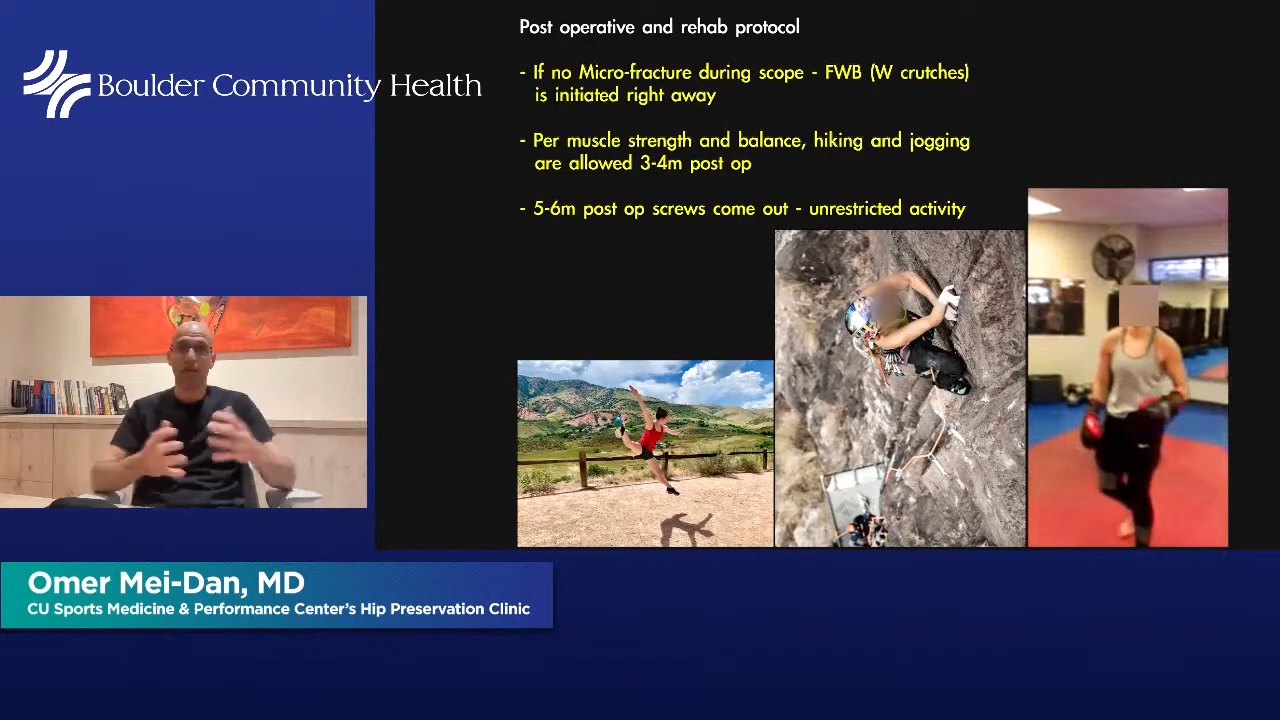 Boulder Community Health
Post operative and rehab protocol
- If no Micro-fracture during scope - FWB (W crutches)
is initiated right away
- Per muscle strength and balance, hiking and jogging
are allowed 3-4m post op
- 5-6m post op screws come out - unrestricted activity
Omer Mei-Dan, MD
CU Sports Medicine & Performance Center's Hip Preservation Clinic